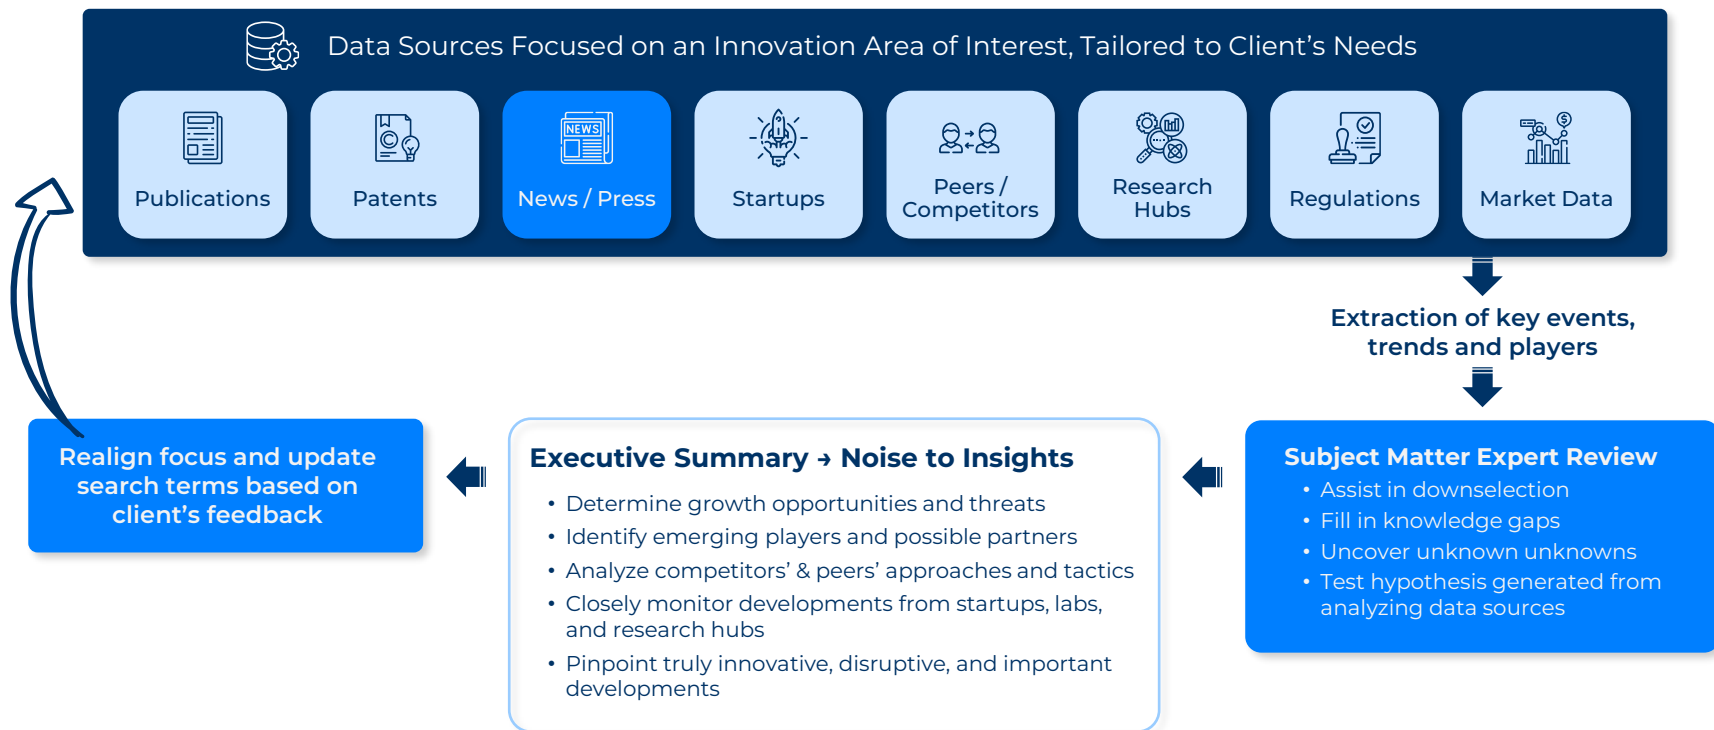 Data Sources Focused on an Innovation Area of Interest, Tailored to Client's Needs
Publications
Patents
NEWS
News / Press
Startups
Peers /
Competitors
Research
Hubs
Regulations
Market Data
Extraction of key events,
trends and players
Subject Matter Expert Review
• Assist in downselection
• Fill in knowledge gaps
• Uncover unknown unknowns
• Test hypothesis generated from
analyzing data sources
Executive Summary → Noise to Insights
• Determine growth opportunities and threats
• Identify emerging players and possible partners
• Analyze competitors' & peers' approaches and tactics
• Closely monitor developments from startups, labs,
and research hubs
• Pinpoint truly innovative, disruptive, and important
developments
Realign focus and update
search terms based on
client's feedback